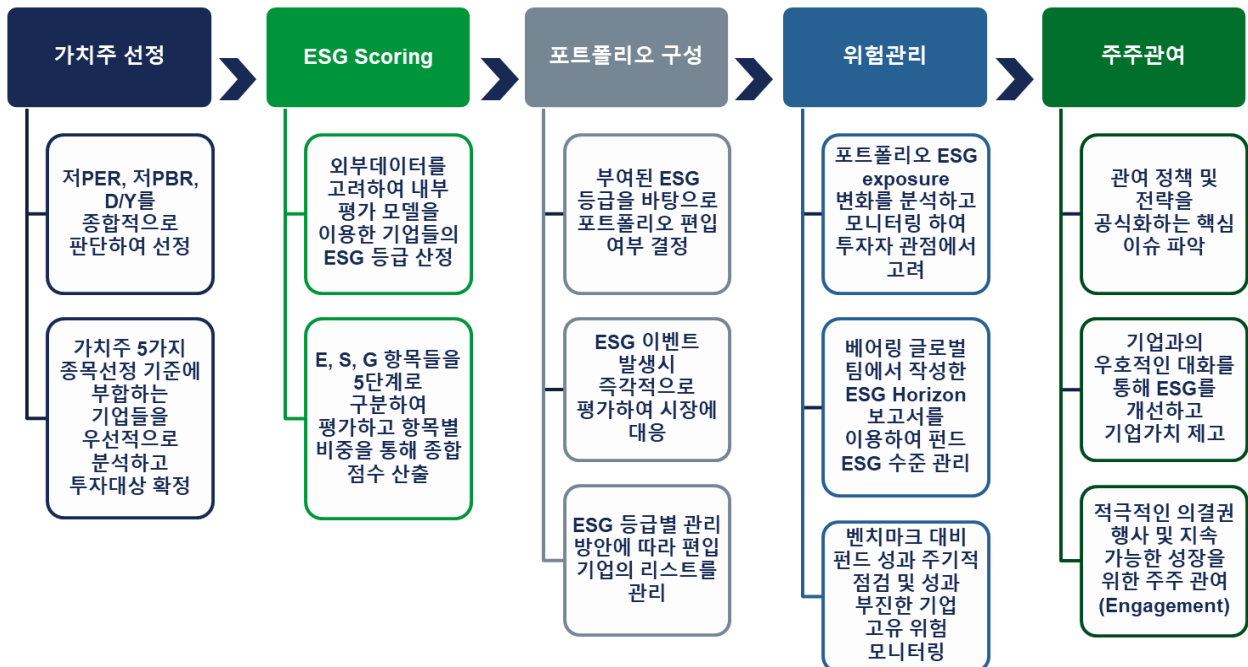 가치주 선정
저PER, 저PBR,
D/Y를
종합적으로
판단하여 선정
가치주 5가지
종목선정 기준에
부합하는
기업들을
우선적으로
분석하고
투자대상 확정
ESG Scoring
외부데이터를
고려하여 내부
평가 모델을
이용한 기업들의
ESG 등급 산정
E, S, G 항목들을
5단계로
구분하여
평가하고 항목별
비중을 통해 종합
점수 산출
포트폴리오 구성
부여된 ESG
등급을 바탕으로
포트폴리오 편입
여부 결정
ESG 이벤트
발생시
즉각적으로
평가하여 시장에
대응
ESG 등급별 관리
방안에 따라 편입
기업의 리스트를
관리
위험관리
포트폴리오 ESG
exposure
변화를 분석하고
모니터링 하여
투자자 관점에서
고려
베어링 글로벌
팀에서 작성한
ESG Horizon
보고서를
이용하여 펀드
ESG 수준 관리
벤치마크 대비
펀드 성과 주기적
점검 및 성과
부진한 기업
고유 위험
모니터링
주주관여
관여 정책 및
전략을
공식화하는 핵심
이슈 파악
기업과의
우호적인 대화를
통해 ESG를
개선하고
기업가치 제고
적극적인 의결권
행사 및 지속
가능한 성장을
위한 주주 관여
(Engagement)